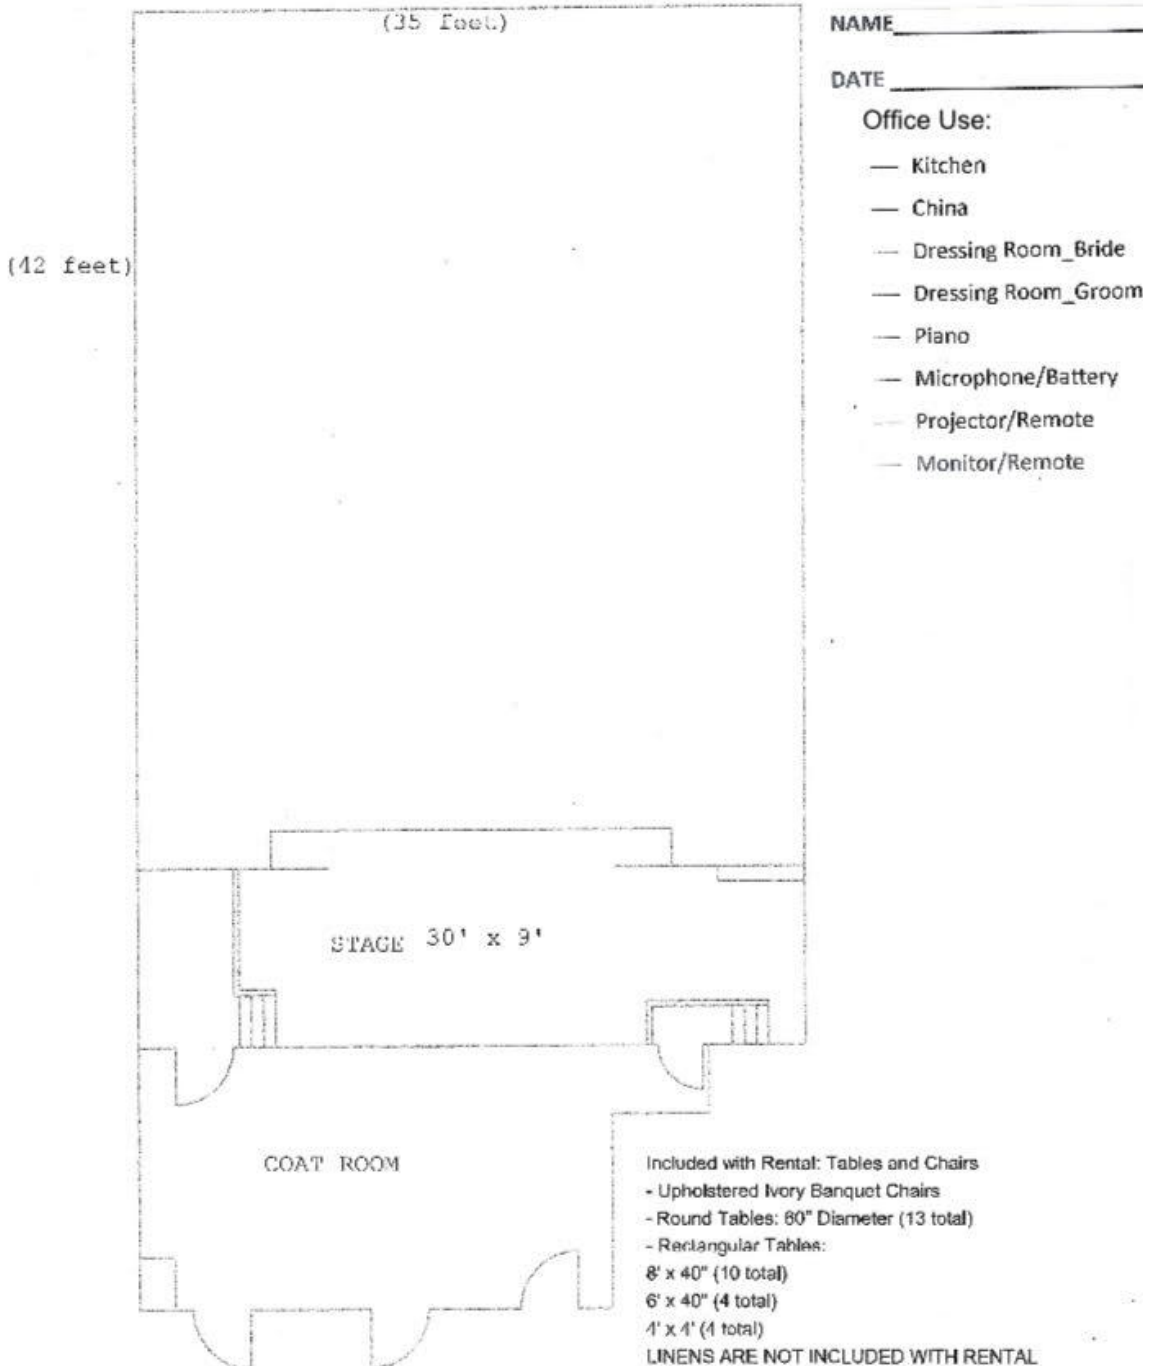 (35 feet)
NAME
DATE
Office Use:
Kitchen
China
Dressing Room_Bride
Dressing Room_Groom
Piano
Microphone/Battery
Projector/Remote
Monitor/Remote
(42 feet)
STAGE 30' x 9'
COAT ROOM
Included with Rental: Tables and Chairs
- Upholstered Ivory Banquet Chairs
- Round Tables: 60" Diameter (13 total)
- Rectangular Tables:
8' x 40" (10 total)
6' x 40" (4 total)
4' x 4' (4 total)
LINENS ARE NOT INCLUDED WITH RENTAL